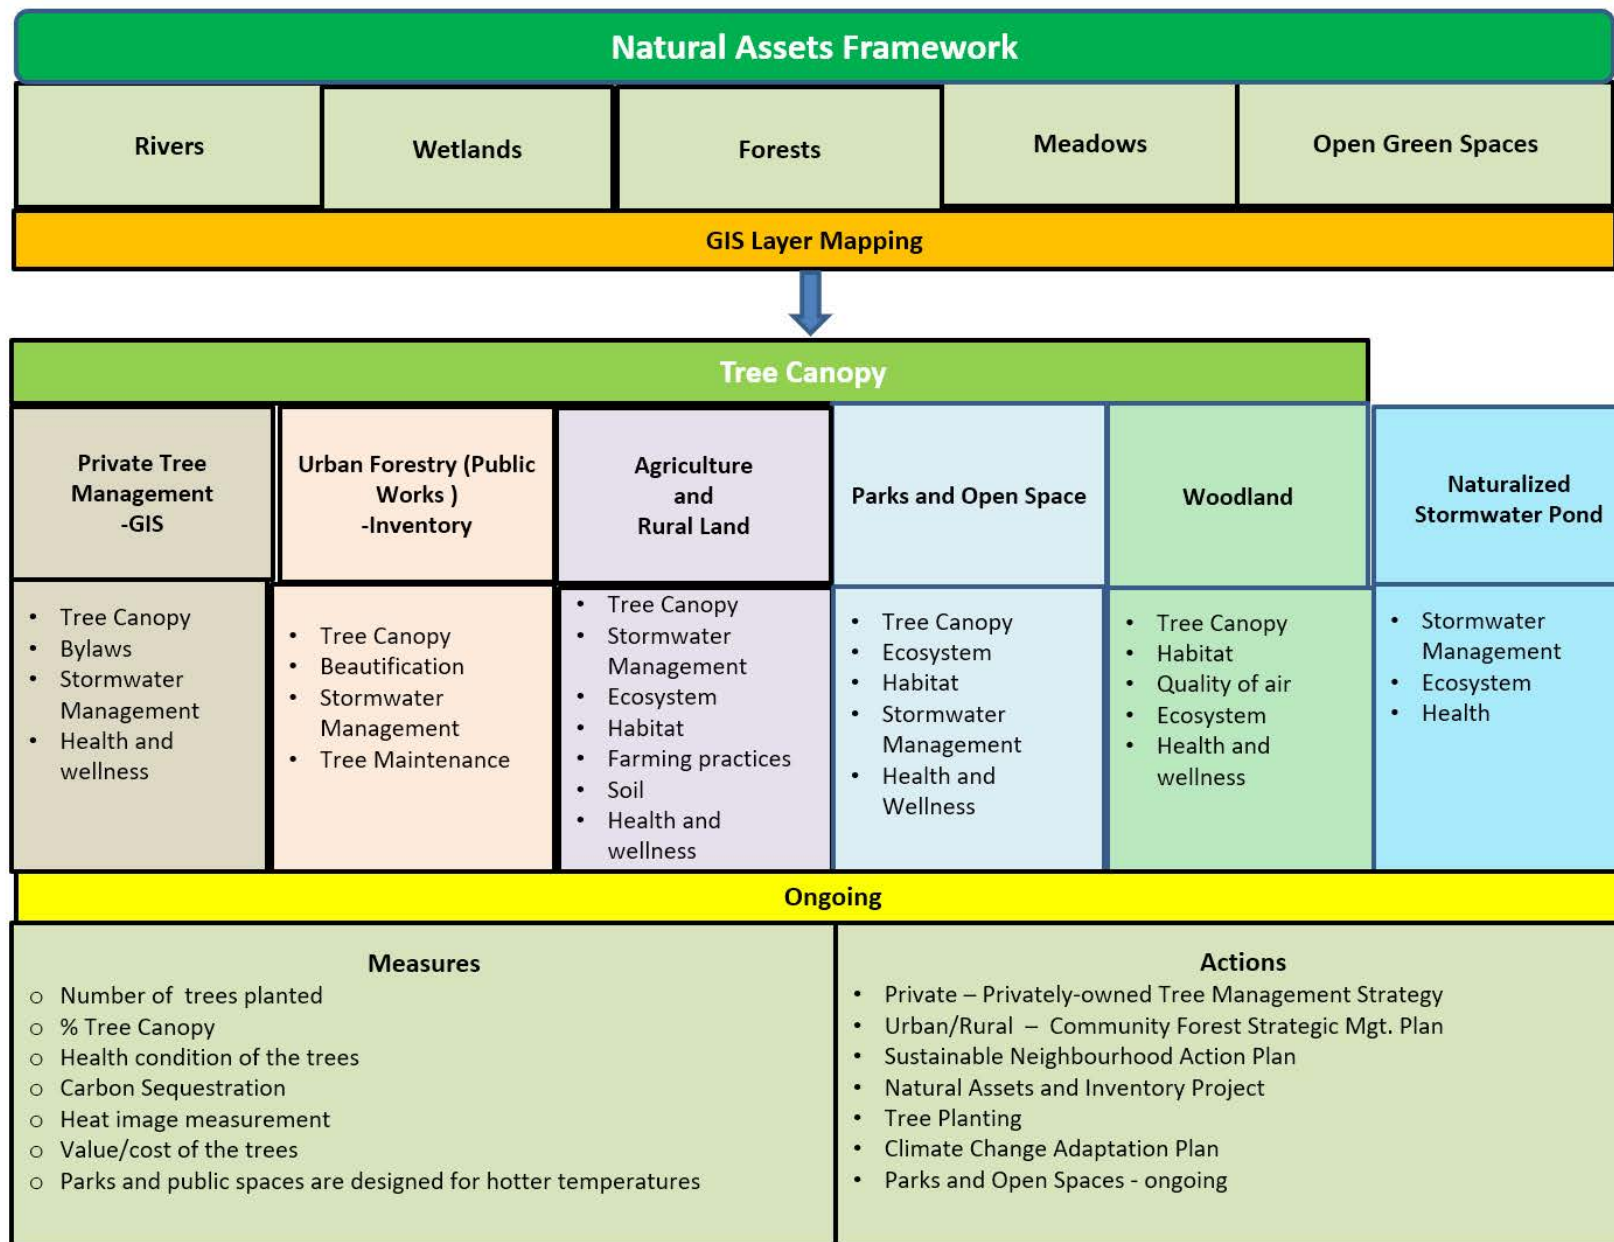 Natural Assets Framework
Rivers
Wetlands
Forests
Meadows
Open Green Spaces
GIS Layer Mapping
Tree Canopy
Private Tree
Management
-GIS
Urban Forestry (Public
Works )
-Inventory
Agriculture
and
Rural Land
Parks and Open Space
Woodland
Naturalized
Stormwater Pond
• Tree Canopy
• Bylaws
• Stormwater
Management
• Health and
wellness
• Tree Canopy
• Beautification
• Stormwater
Management
• Tree Maintenance
• Tree Canopy
• Stormwater
Management
• Ecosystem
• Habitat
• Farming practices
• Soil
• Health and
wellness
• Tree Canopy
• Ecosystem
• Habitat
• Stormwater
Management
• Health and
Wellness
• Tree Canopy
• Habitat
• Quality of air
• Ecosystem
• Health and
wellness
• Stormwater
Management
• Ecosystem
• Health
Ongoing
Measures
o Number of  trees planted
o % Tree Canopy
o Health condition of the trees
o Carbon Sequestration
o Heat image measurement
o Value/cost of the trees
o Parks and public spaces are designed for hotter temperatures
Actions
• Private – Privately-owned Tree Management Strategy
• Urban/Rural –  Community Forest Strategic Mgt. Plan
• Sustainable Neighbourhood Action Plan
• Natural Assets and Inventory Project
• Tree Planting
• Climate Change Adaptation Plan
• Parks and Open Spaces - ongoing